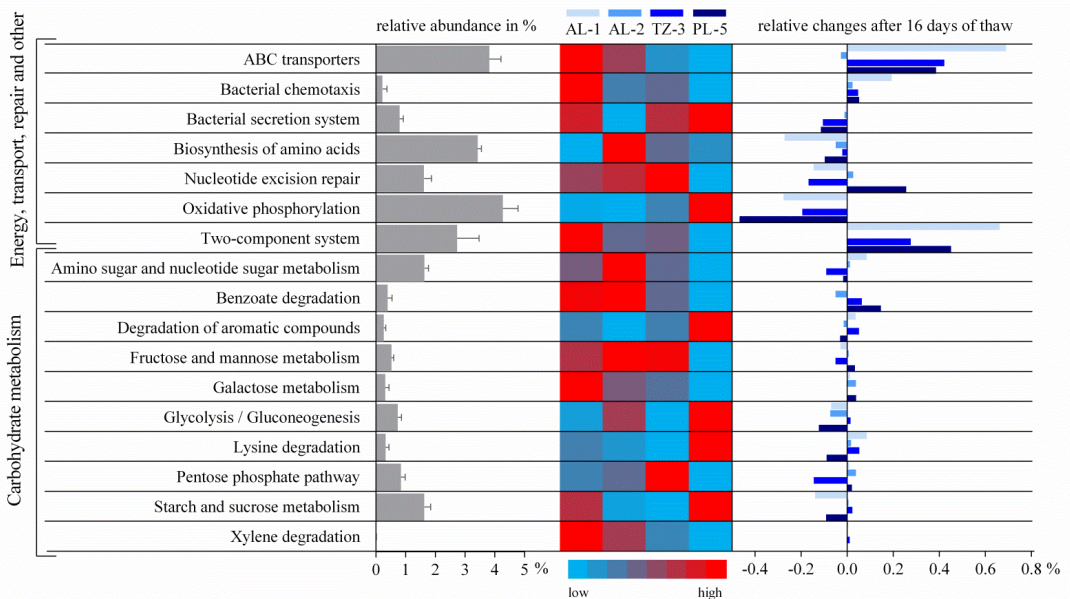 relative abundance in %
AL-1 AL-2 TZ-3 PL-5
relative changes after 16 days of thaw
Energy, transport, repair and other
ABC transporters
Bacterial chemotaxis
Bacterial secretion system
Biosynthesis of amino acids
Nucleotide excision repair
Oxidative phosphorylation
Two-component system
Carbohydrate metabolism
Amino sugar and nucleotide sugar metabolism
Benzoate degradation
Degradation of aromatic compounds
Fructose and mannose metabolism
Galactose metabolism
Glycolysis / Gluconeogenesis
Lysine degradation
Pentose phosphate pathway
Starch and sucrose metabolism
Xylene degradation
0 1 2 3 4 5 %
low high
-0.4 -0.2 0.0 0.2 0.4 0.6 0.8 %